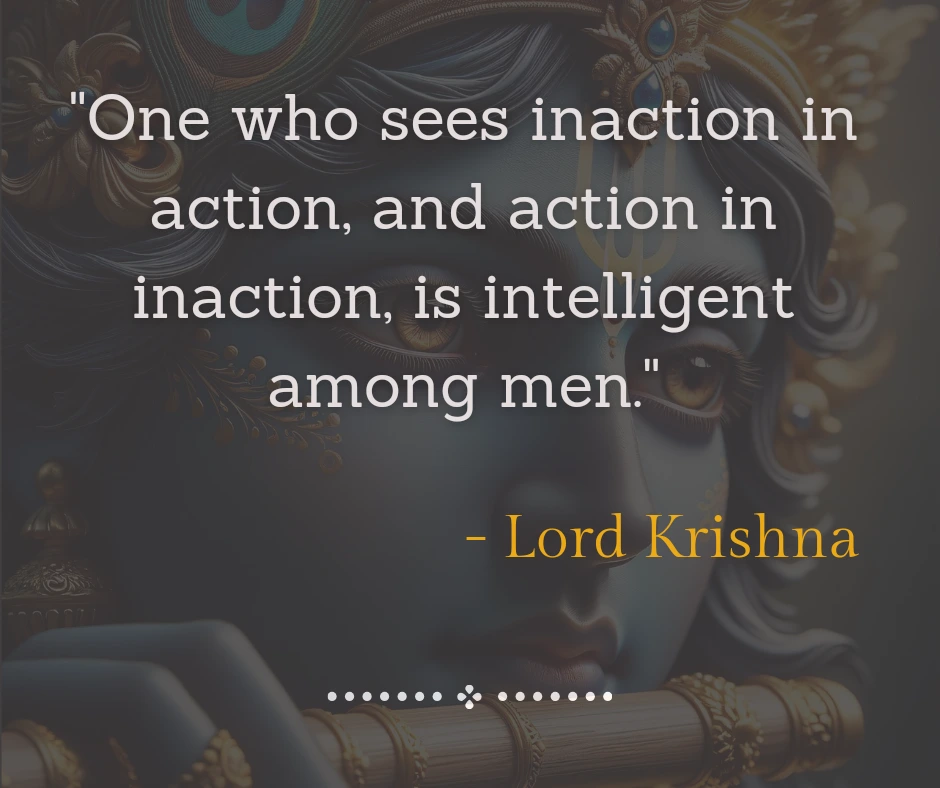 "One who sees inaction in
action, and action in
inaction, is intelligent
among men."
- Lord Krishna